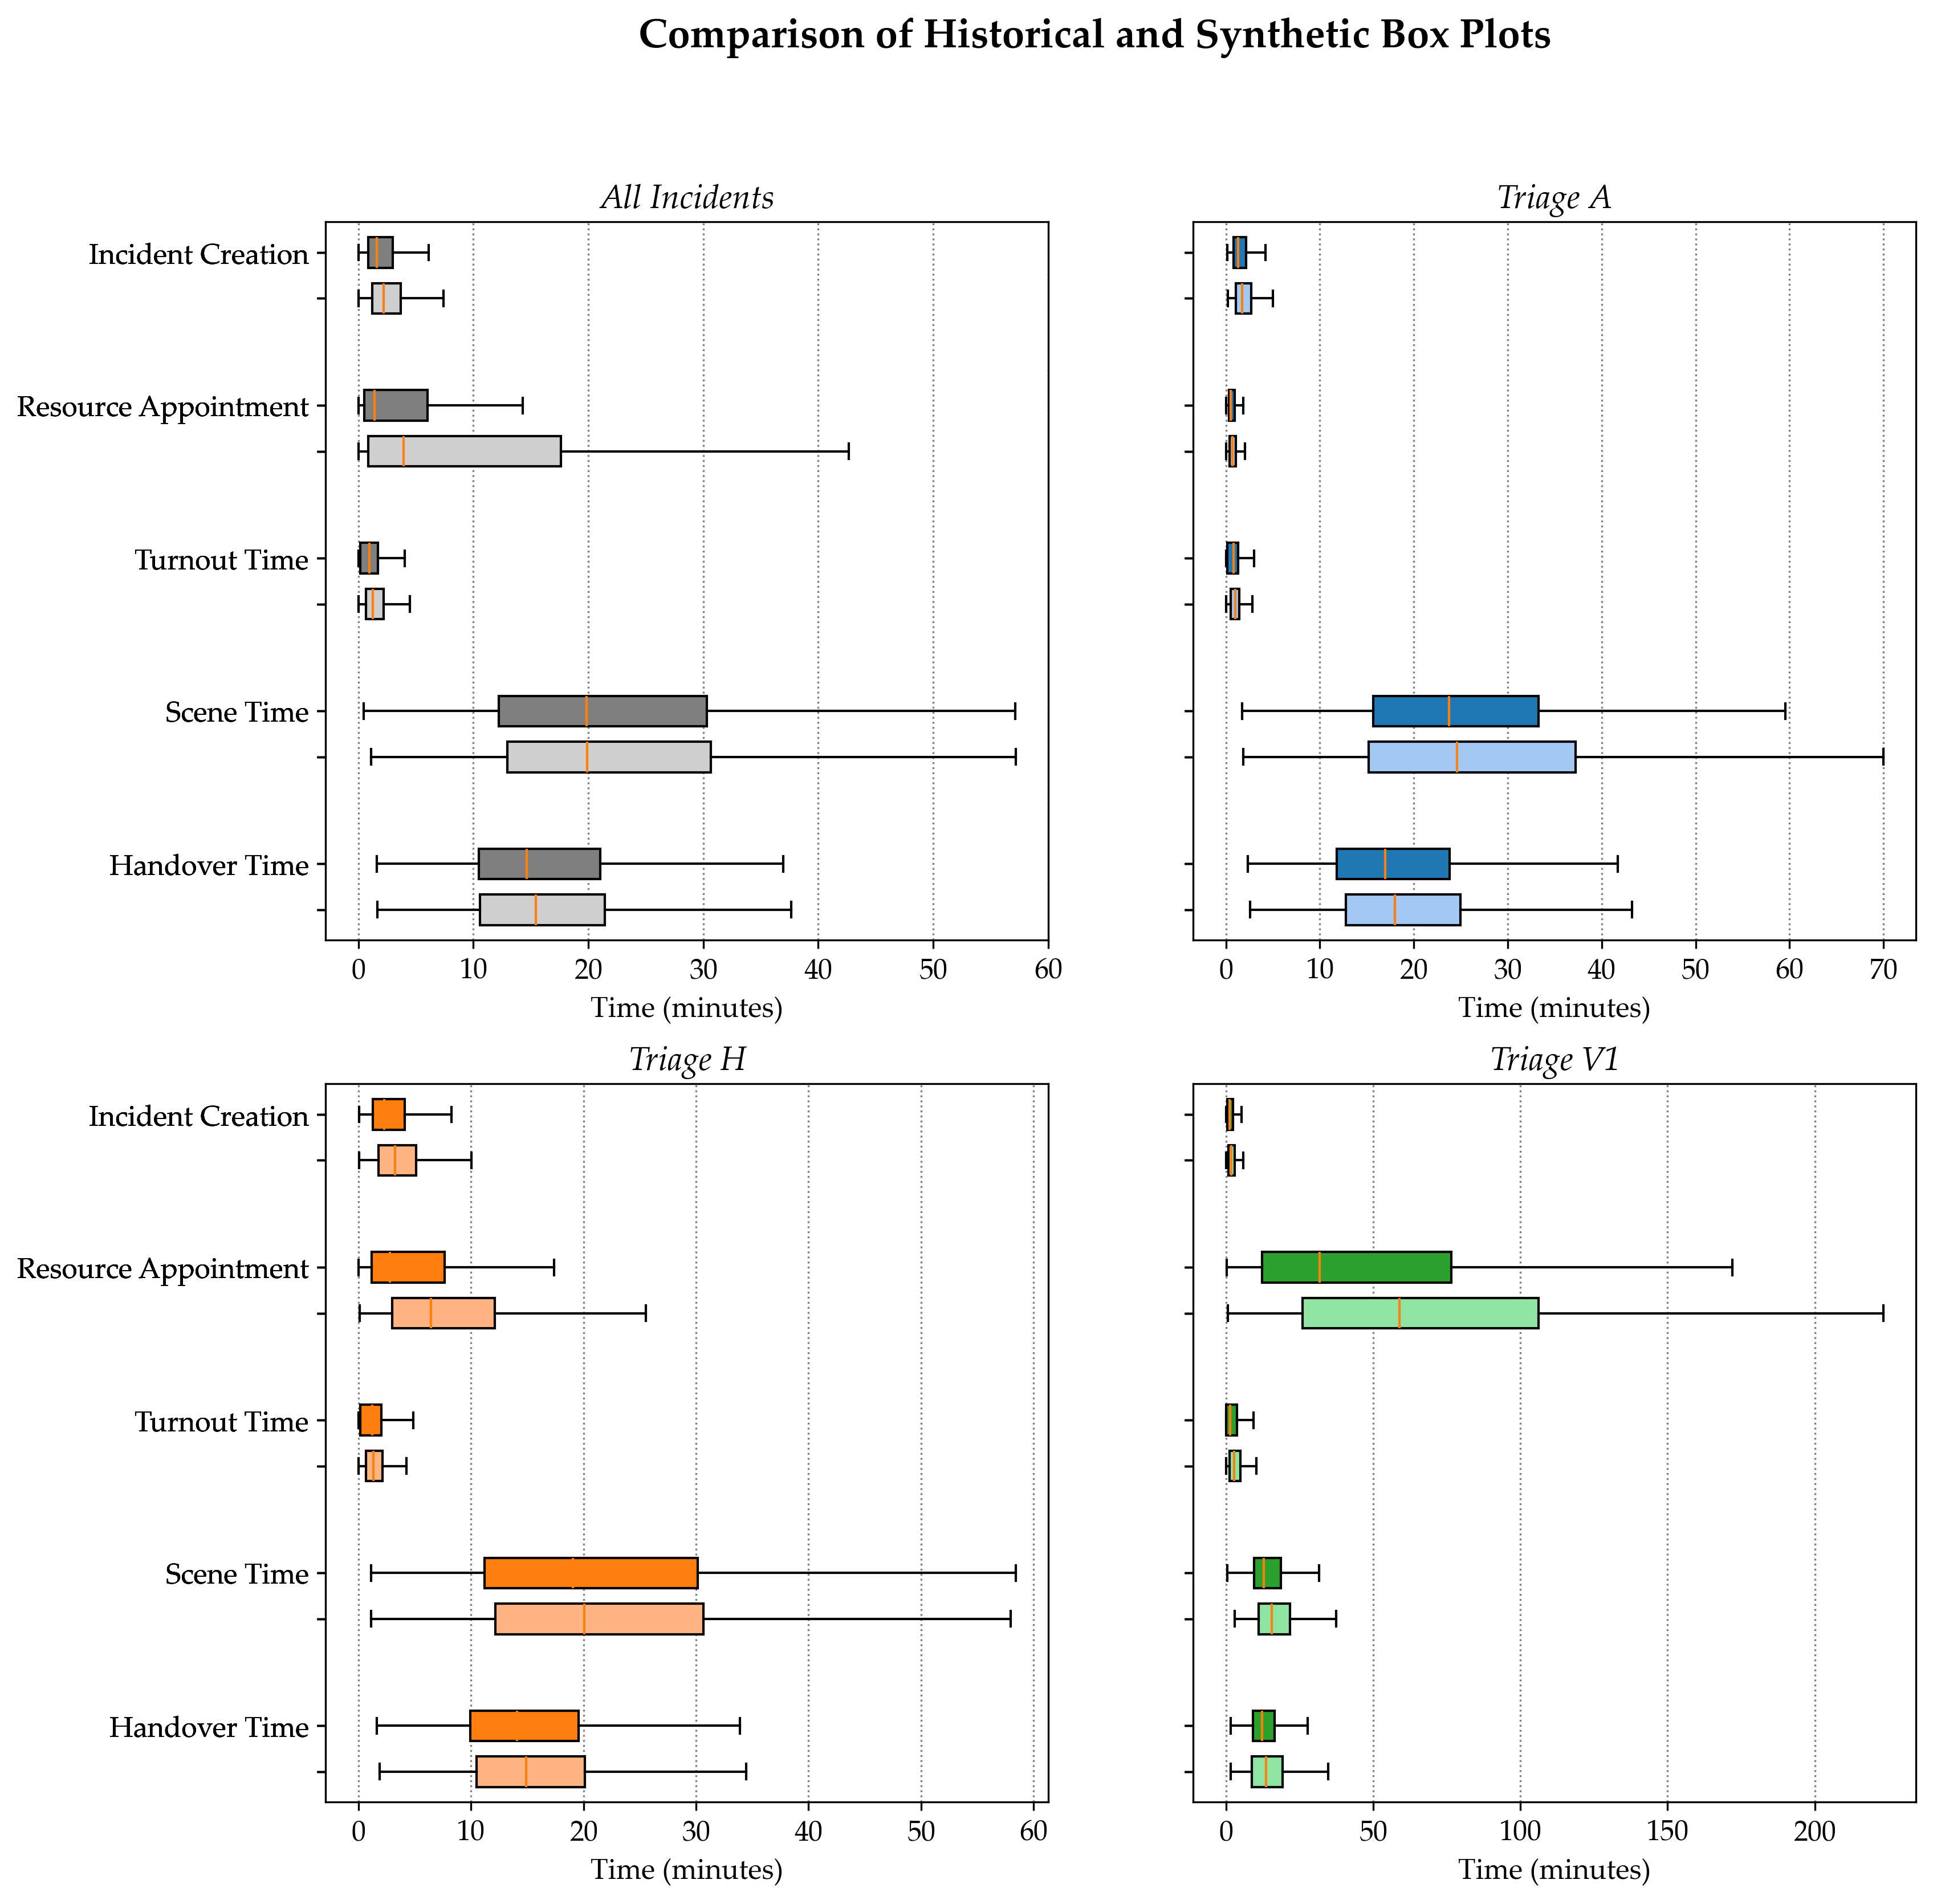 Comparison of Historical and Synthetic Box Plots
All Incidents
Incident Creation
Resource Appointment
Turnout Time
Scene Time
Handover Time
0 10 20 30 40 50 60
Time (minutes)
Triage A
0 10 20 30 40 50 60 70
Time (minutes)
Triage H
Incident Creation
Resource Appointment
Turnout Time
Scene Time
Handover Time
0 10 20 30 40 50 60
Time (minutes)
Triage V1
0 50 100 150 200
Time (minutes)